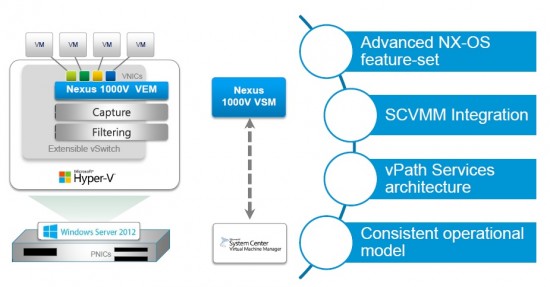 VM
VM
VM
VM
VNICs
Nexus 1000V VEM
Capture
Filtering
Extensible vSwitch
Microsoft
Hyper-V
Windows Server 2012
PNICs
Nexus
1000V VSM
Microsoft
System Center
Virtual Machine Manager
Advanced NX-OS
feature-set
SCVMM Integration
vPath Services
architecture
Consistent operational
model